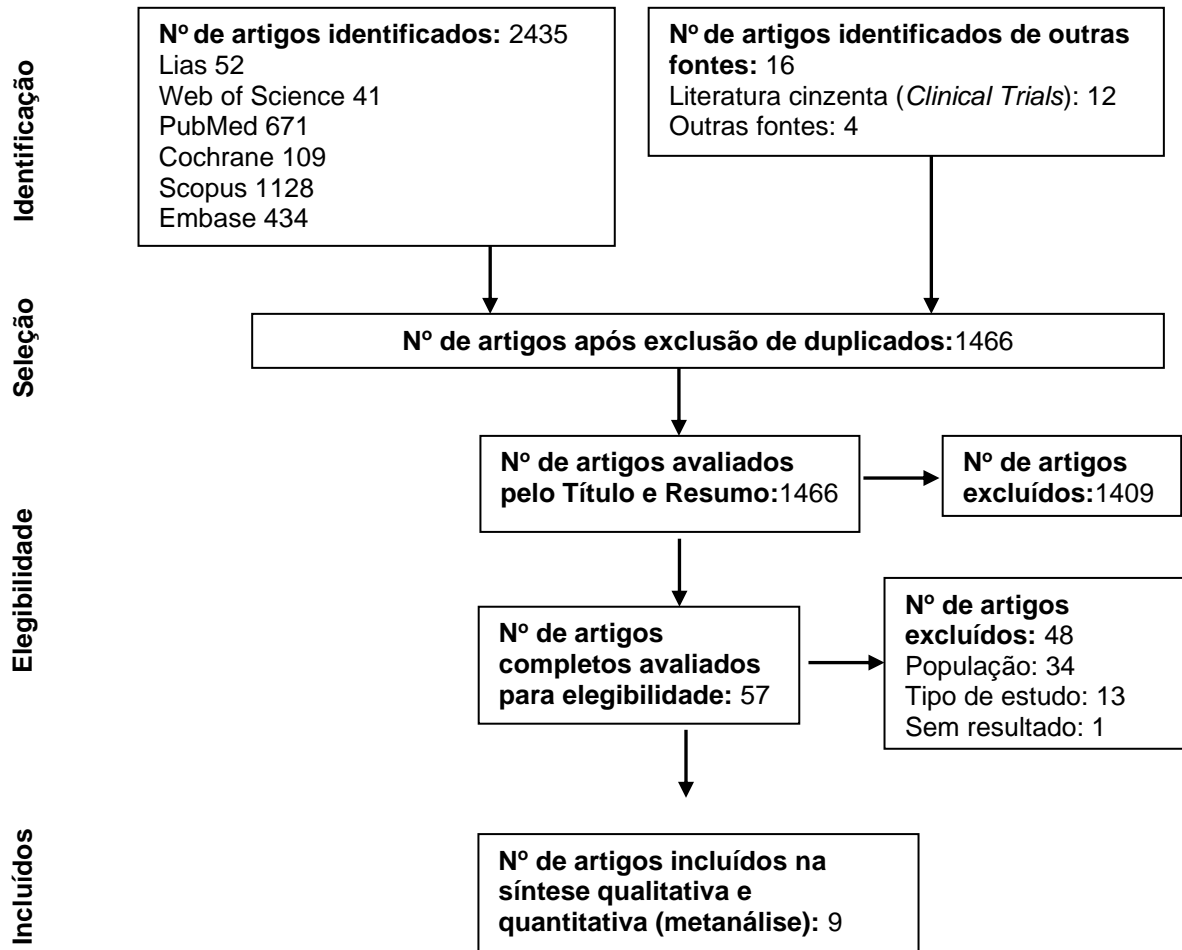 Identificação
Nº de artigos identificados: 2435
Lias 52
Web of Science 41
PubMed 671
Cochrane 109
Scopus 1128
Embase 434
Nº de artigos identificados de outras
fontes: 16
Literatura cinzenta (Clinical Trials): 12
Outras fontes: 4
Seleção
Nº de artigos após exclusão de duplicados:1466
Elegibilidade
Nº de artigos avaliados
pelo Título e Resumo:1466
Nº de artigos
excluídos:1409
Nº de artigos
completos avaliados
para elegibilidade: 57
Nº de artigos
excluídos: 48
População: 34
Tipo de estudo: 13
Sem resultado: 1
Incluídos
Nº de artigos incluídos na
síntese qualitativa e
quantitativa (metanálise): 9